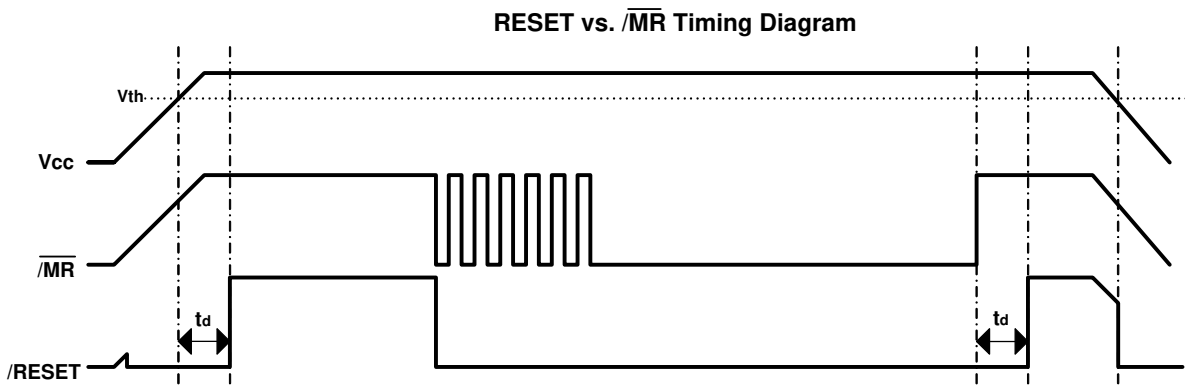 RESET vs. /MR Timing Diagram
Vth
Vcc
/MR
td
td
/RESET